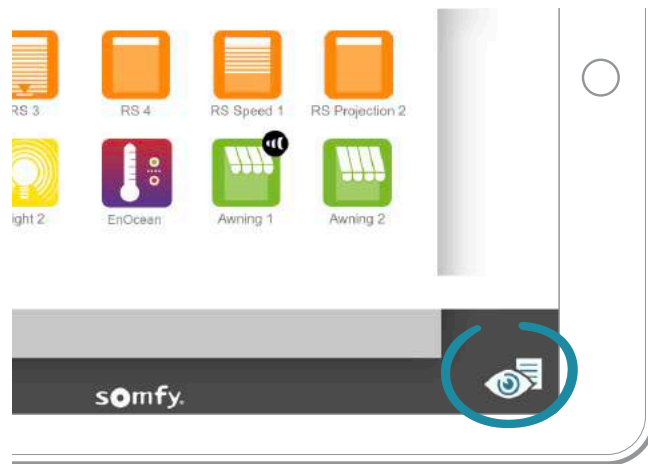 RS 3 RS 4 RS Speed 1 RS Projection 2
ight 2 EnOcean Awning 1 Awning 2
somfy.